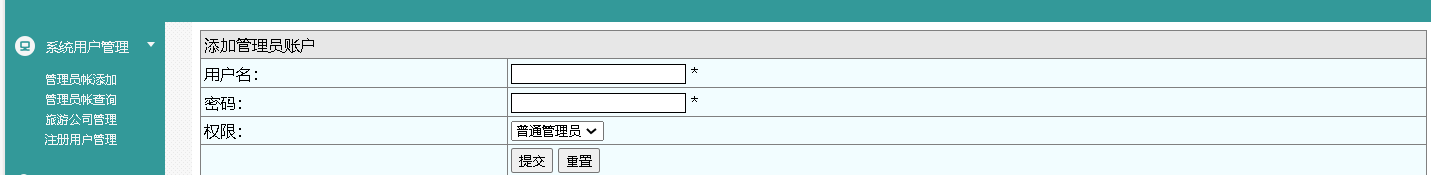 系统用户管理
管理员帐添加
管理员帐查询
旅游公司管理
注册用户管理
添加管理员账户
用户名: *
密码: *
权限: 普通管理员
提交 重置